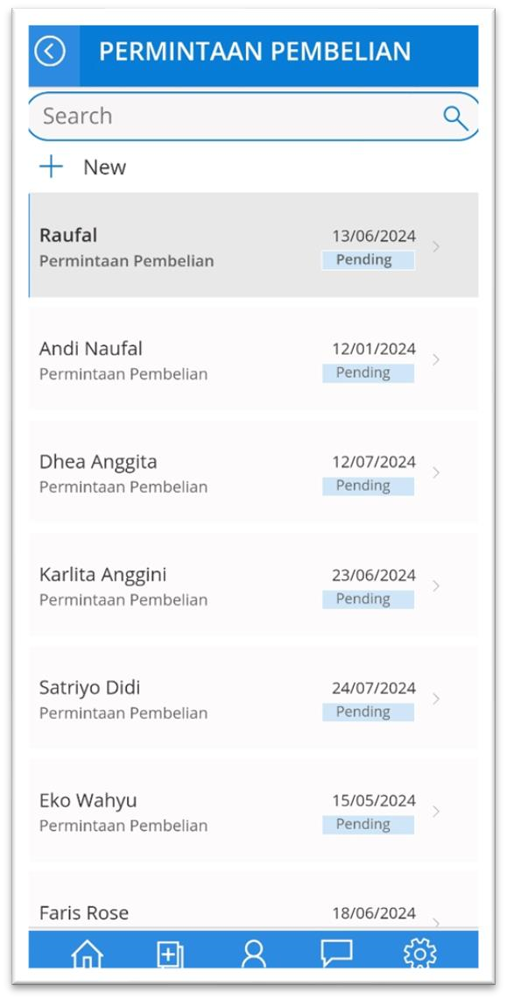 PERMINTAAN PEMBELIAN
Search
New
Raufal 13/06/2024
Permintaan Pembelian Pending
Andi Naufal 12/01/2024
Permintaan Pembelian Pending
Dhea Anggita 12/07/2024
Permintaan Pembelian Pending
Karlita Anggini 23/06/2024
Permintaan Pembelian Pending
Satriyo Didi 24/07/2024
Permintaan Pembelian Pending
Eko Wahyu 15/05/2024
Permintaan Pembelian Pending
Faris Rose 18/06/2024